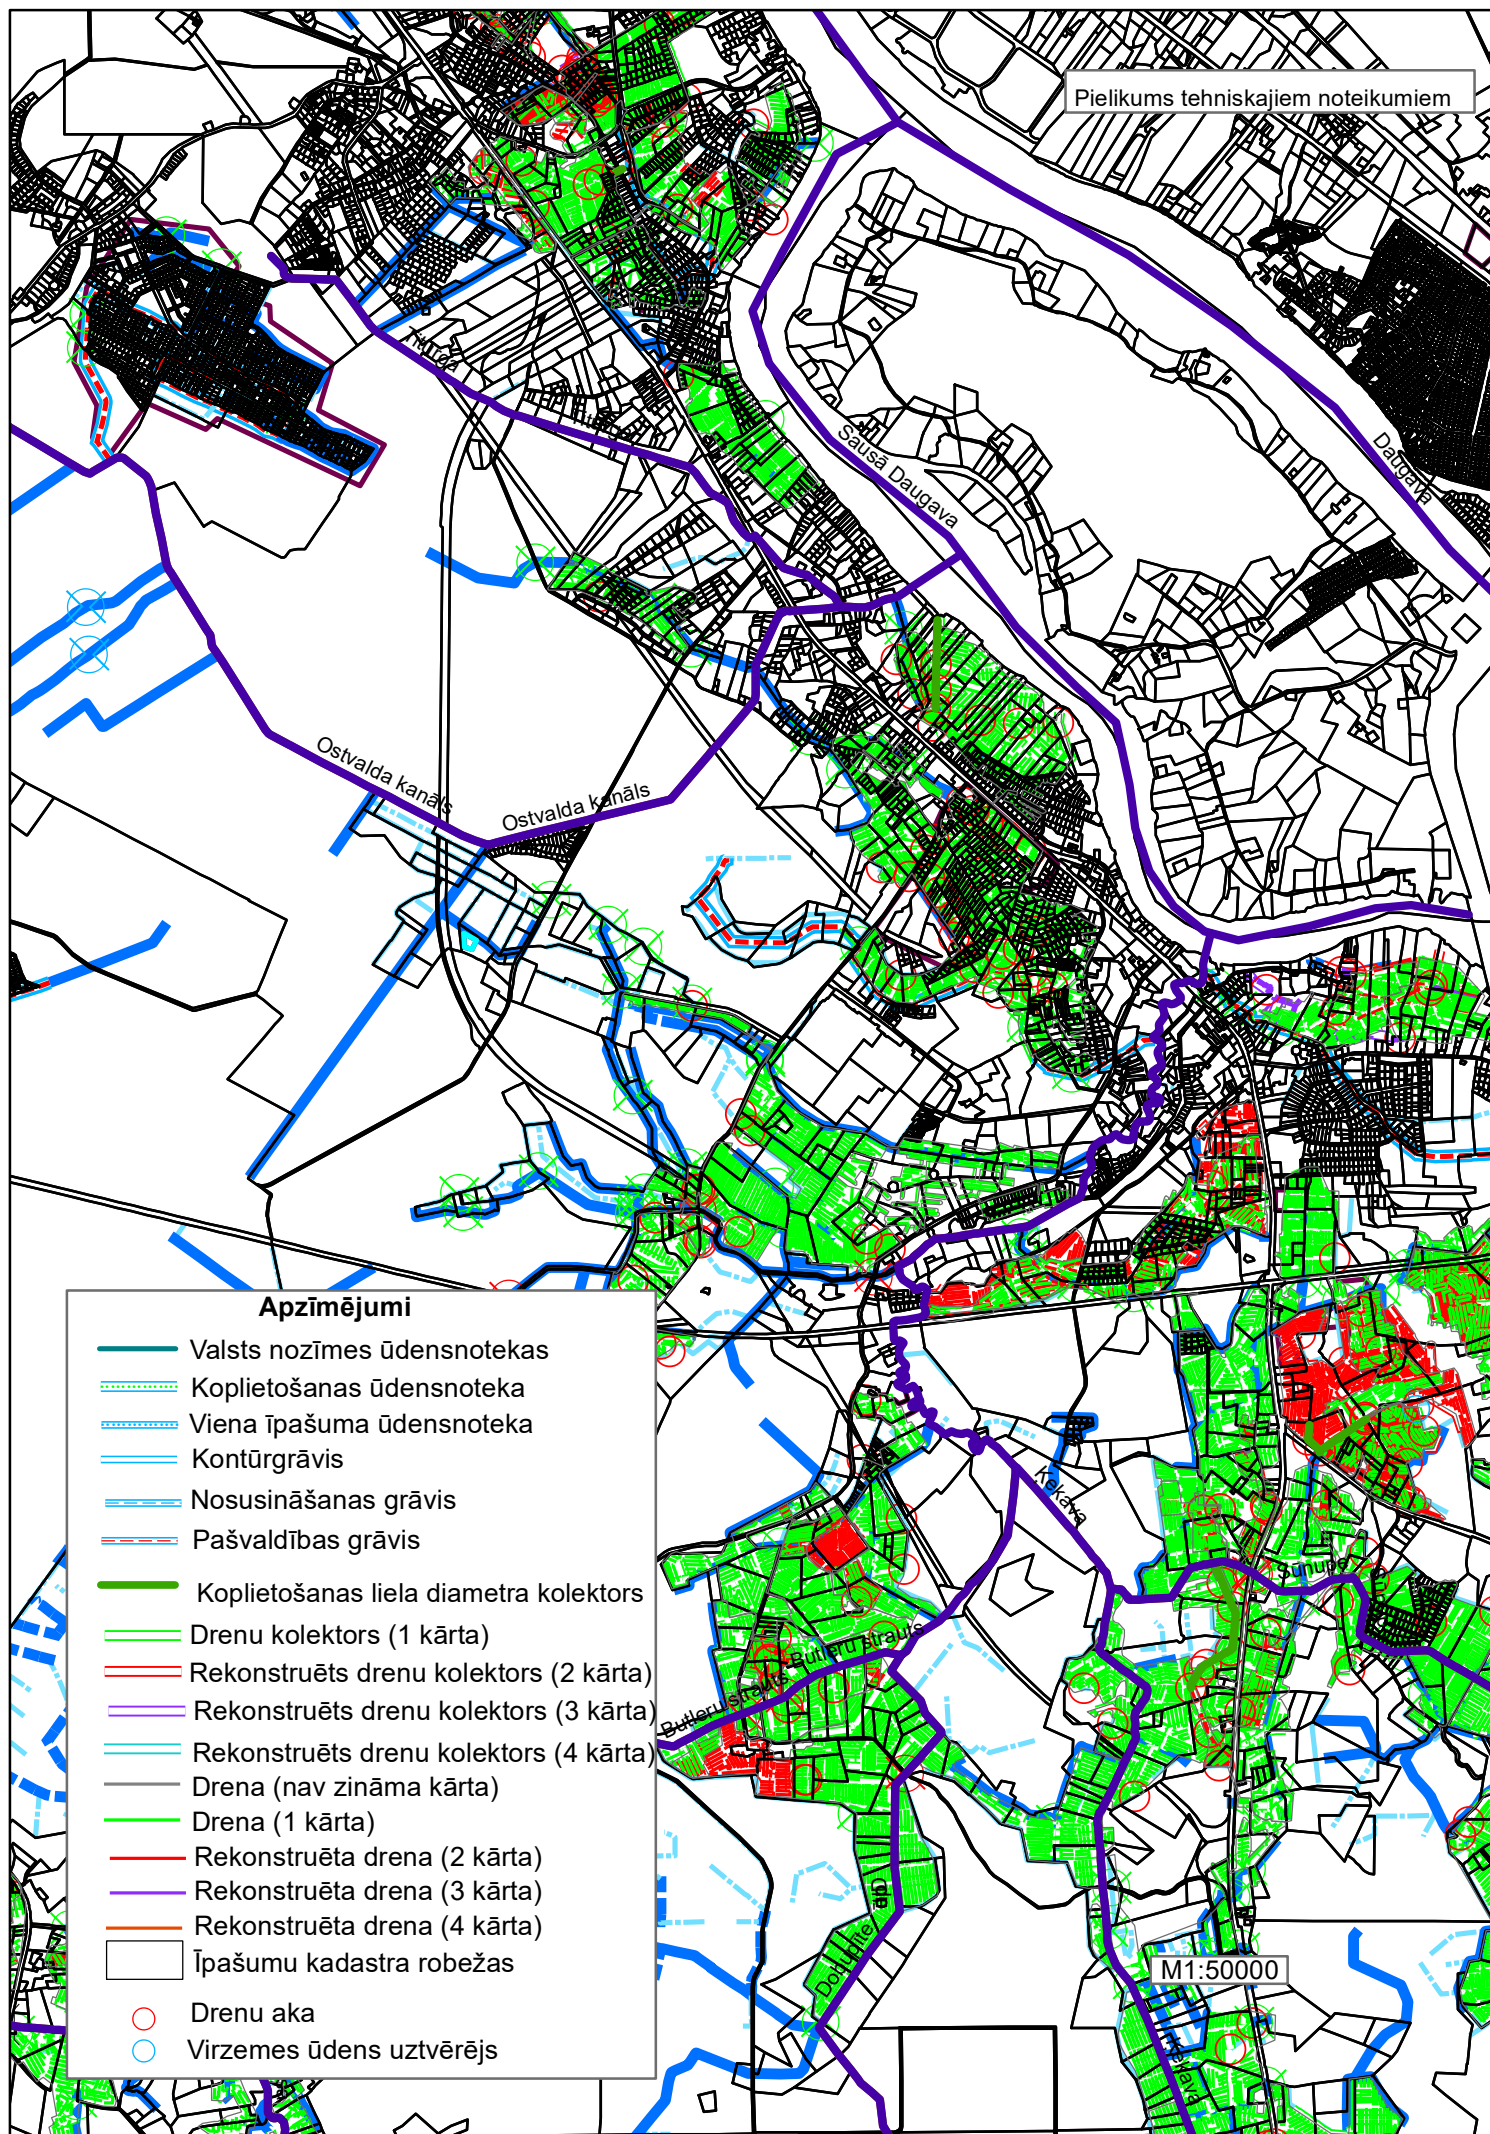 Pielikums tehniskajiem noteikumiem
Titurga
Sausā Daugava
Daugava
Ostvalda kanāls
Ostvalda kanāls
Ķekava
Sūnupe
Butleru strauts
Butleru strauts
Dobupīte
M1:50000
Ķekava
Apzīmējumi
Valsts nozīmes ūdensnotekas
Koplietošanas ūdensnoteka
Viena īpašuma ūdensnoteka
Kontūrgrāvis
Nosusināšanas grāvis
Pašvaldības grāvis
Koplietošanas liela diametra kolektors
Drenu kolektors (1 kārta)
Rekonstruēts drenu kolektors (2 kārta)
Rekonstruēts drenu kolektors (3 kārta)
Rekonstruēts drenu kolektors (4 kārta)
Drena (nav zināma kārta)
Drena (1 kārta)
Rekonstruēta drena (2 kārta)
Rekonstruēta drena (3 kārta)
Rekonstruēta drena (4 kārta)
Īpašumu kadastra robežas
Drenu aka
Virzemes ūdens uztvērējs